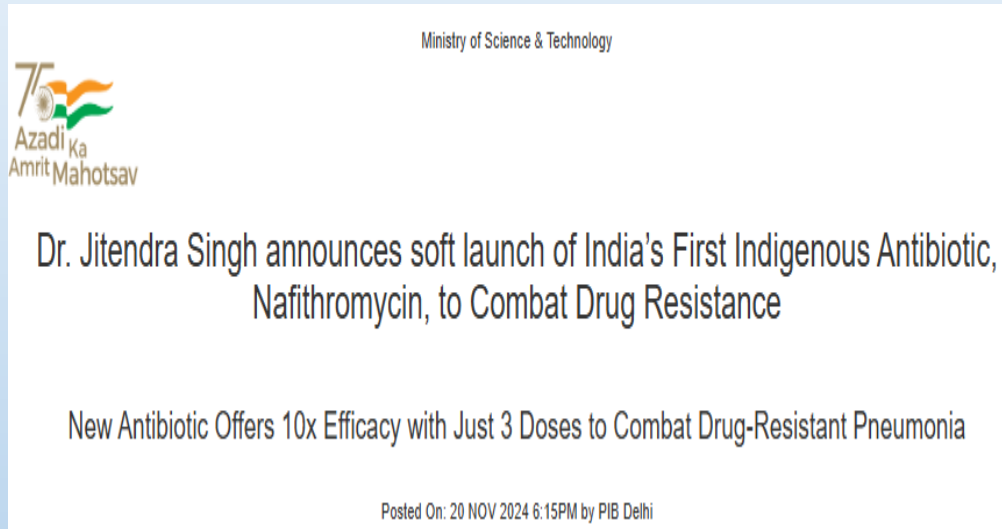 Ministry of Science & Technology
75
Azadi Ka
Amrit Mahotsav
Dr. Jitendra Singh announces soft launch of India’s First Indigenous Antibiotic,
Nafithromycin, to Combat Drug Resistance
New Antibiotic Offers 10x Efficacy with Just 3 Doses to Combat Drug-Resistant Pneumonia
Posted On: 20 NOV 2024 6:15PM by PIB Delhi